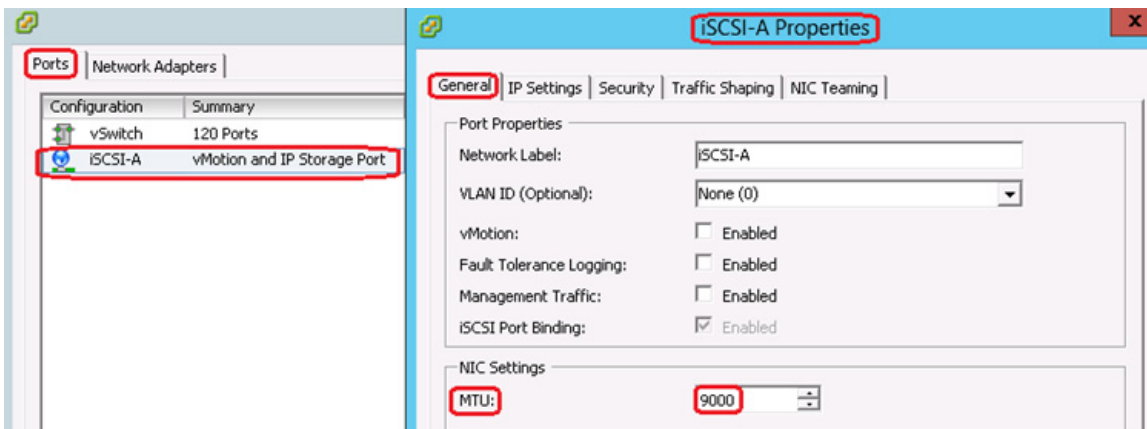 Ports Network Adapters
Configuration Summary
vSwitch 120 Ports
iSCSI-A vMotion and IP Storage Port
iSCSI-A Properties
x
General IP Settings Security Traffic Shaping NIC Teaming
Port Properties
Network Label: iSCSI-A
VLAN ID (Optional): None (0)
vMotion: Enabled
Fault Tolerance Logging: Enabled
Management Traffic: Enabled
iSCSI Port Binding: Enabled
NIC Settings
MTU: 9000